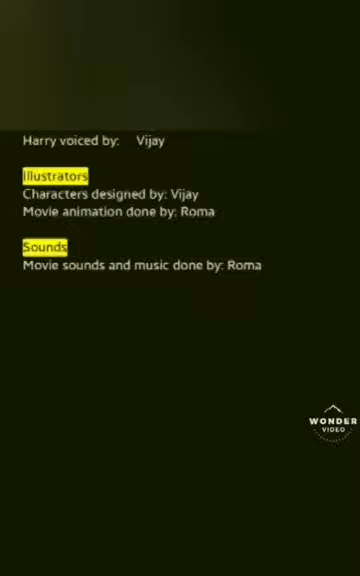 Harry voiced by: Vijay
Illustrators
Characters designed by: Vijay
Movie animation done by: Roma
Sounds
Movie sounds and music done by: Roma
WONDER
VIDEO